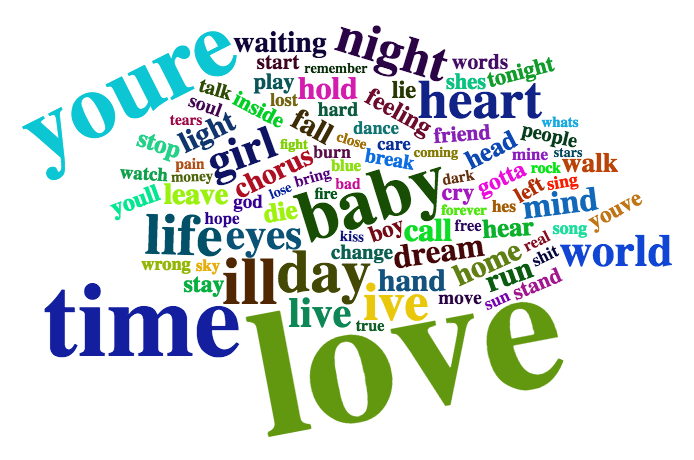 youre
waiting
night
start
remember
words
play
hold
lie
shes
tonight
talk
lost
heart
soul
inside
hard
feeling
tears
light
fall
dance
friend
people
whats
stop
girl
close
care
head
fight
burn
break
coming
mine
stars
pain
chorus
blue
walk
watch
money
bring
bad
dark
gotta
rock
youll
leave
god
lose
fire
baby
cry
left
sing
hope
die
forever
hes
mind
youve
life
eyes
kiss
boy
call
free
hear
song
change
dream
real
world
wrong
sky
ill
day
hand
home
shit
stay
run
time
live
ive
move
sun
stand
true
love